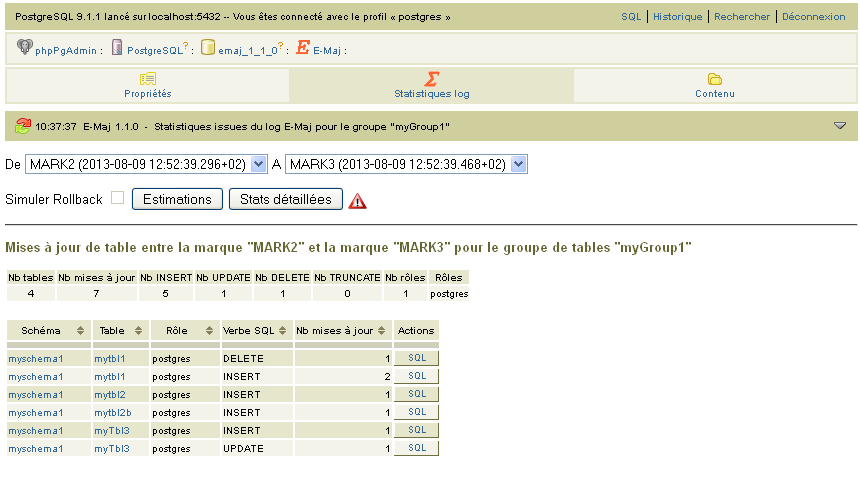 PostgreSQL 9.1.1 lancé sur localhost:5432 -- Vous êtes connecté avec le profil « postgres » SQL | Historique | Rechercher | Déconnexion
phpPgAdmin : PostgreSQL? : emaj_1_1_0? : E-Maj :
Propriétés Statistiques log Contenu
10:37:37 E-Maj 1.1.0 - Statistiques issues du log E-Maj pour le groupe "myGroup1"
De MARK2 (2013-08-09 12:52:39.296+02) A MARK3 (2013-08-09 12:52:39.468+02)
Simuler Rollback Estimations Stats détaillées
Mises à jour de table entre la marque "MARK2" et la marque "MARK3" pour le groupe de tables "myGroup1"
Nb tables Nb mises à jour Nb INSERT Nb UPDATE Nb DELETE Nb TRUNCATE Nb rôles Rôles
4 7 5 1 1 0 1 postgres
Schéma Table Rôle Verbe SQL Nb mises à jour Actions
myschema1 mytbl1 postgres DELETE 1 SQL
myschema1 mytbl1 postgres INSERT 2 SQL
myschema1 mytbl2 postgres INSERT 1 SQL
myschema1 mytbl2b postgres INSERT 1 SQL
myschema1 myTbl3 postgres INSERT 1 SQL
myschema1 myTbl3 postgres UPDATE 1 SQL